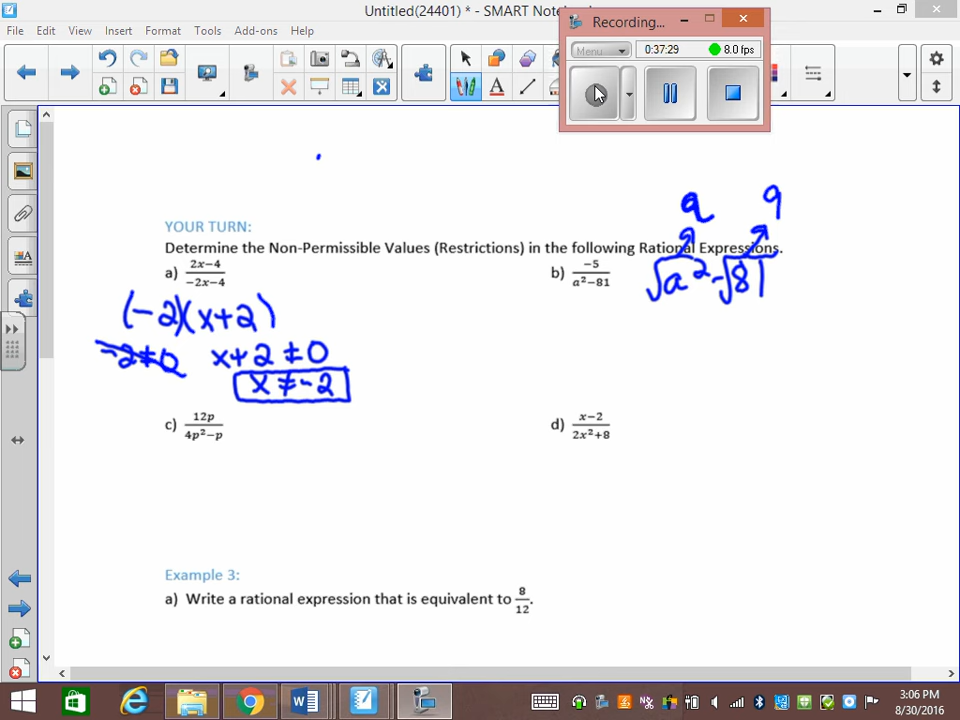 Untitled(24401) * - SMART Notebook
Recording...
File Edit View Insert Format Tools Add-ons Help
Menu 0:37:29 8.0 fps
a 9
YOUR TURN:
Determine the Non-Permissible Values (Restrictions) in the following Rational Expressions.
a) 2x−4 / −2x−4
b) −5 / a²−81
√a² - √81
(-2)(x+2)
-2≠0 x+2≠0
x≠-2
c) 12p / 4p²−p
d) x−2 / 2x²+8
Example 3:
a) Write a rational expression that is equivalent to 8/12.
3:06 PM
8/30/2016